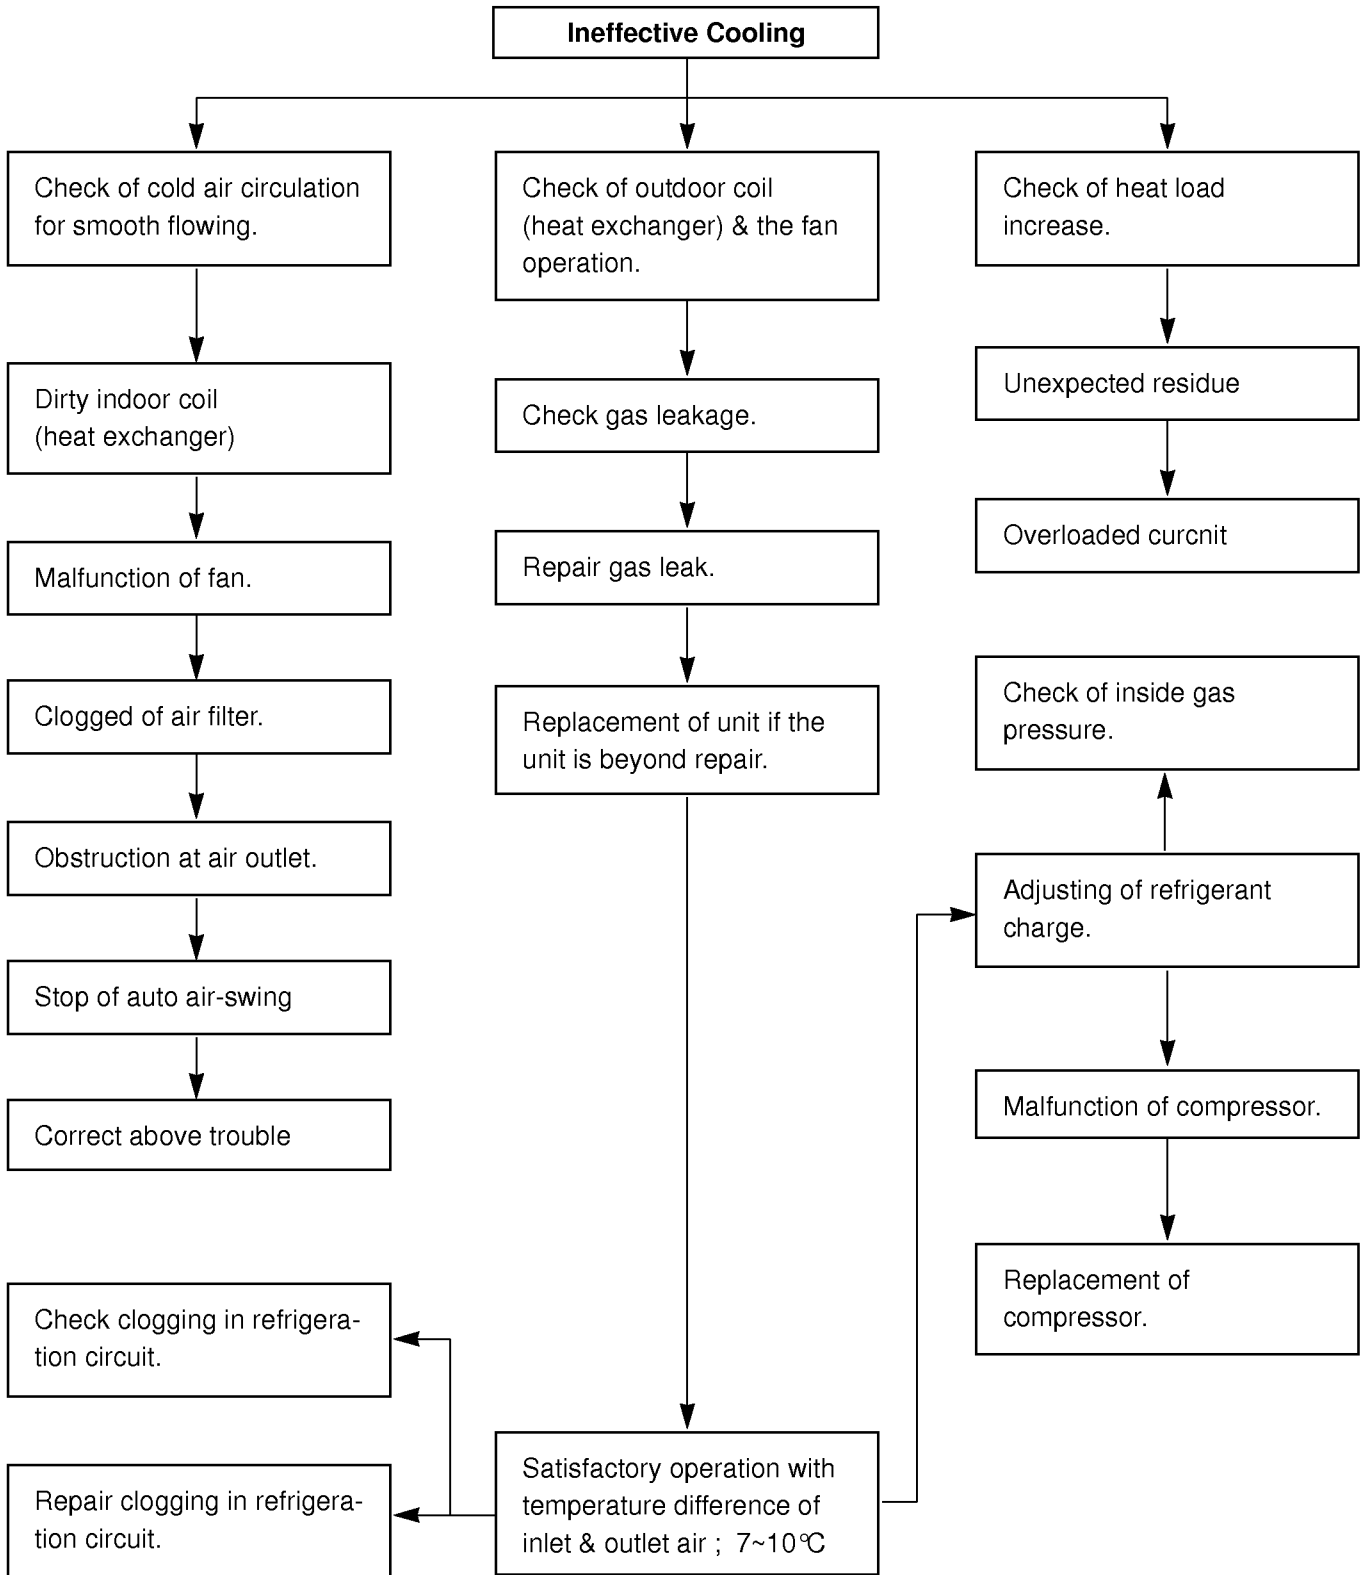 Ineffective Cooling
Check of cold air circulation
for smooth flowing.
Dirty indoor coil
(heat exchanger)
Malfunction of fan.
Clogged of air filter.
Obstruction at air outlet.
Stop of auto air-swing
Correct above trouble
Check clogging in refrigera-
tion circuit.
Repair clogging in refrigera-
tion circuit.
Check of outdoor coil
(heat exchanger) & the fan
operation.
Check gas leakage.
Repair gas leak.
Replacement of unit if the
unit is beyond repair.
Satisfactory operation with
temperature difference of
inlet & outlet air ; 7~10°C
Check of heat load
increase.
Unexpected residue
Overloaded curcnit
Check of inside gas
pressure.
Adjusting of refrigerant
charge.
Malfunction of compressor.
Replacement of
compressor.